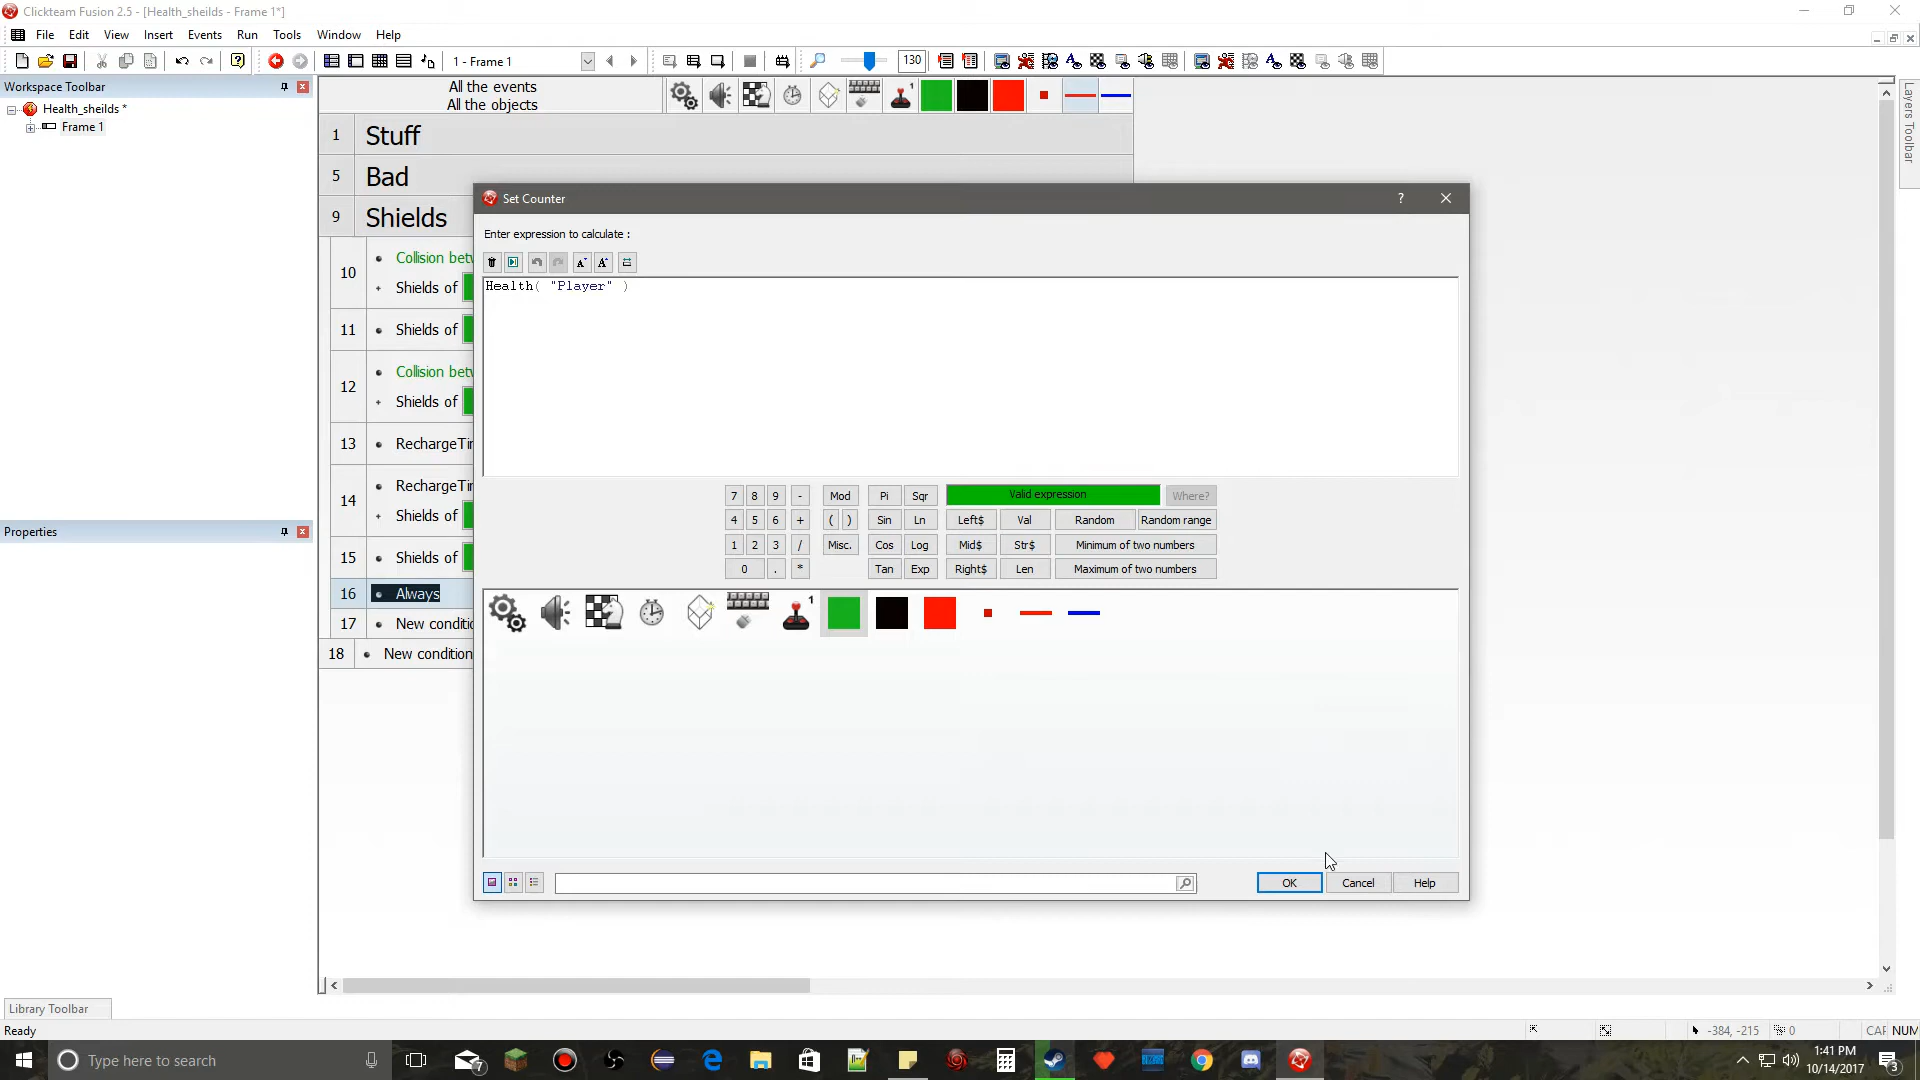 Clickteam Fusion 2.5 - [Health_sheilds - Frame 1*]
File Edit View Insert Events Run Tools Window Help
1 - Frame 1
130
Workspace Toolbar
Health_sheilds *
Frame 1
Properties
Library Toolbar
Layers Toolbar
All the events
All the objects
1 Stuff
5 Bad
9 Shields
10 Collision betw
Shields of
11 Shields of
12 Collision betw
Shields of
13 RechargeTir
14 RechargeTir
Shields of
15 Shields of
16 Always
17 New conditic
18 New condition
Set Counter
?
Enter expression to calculate :
Health( "Player" )
7 8 9 - Mod Pi Sqr Valid expression Where?
4 5 6 + ( ) Sin Ln Left$ Val Random Random range
1 2 3 / Misc. Cos Log Mid$ Str$ Minimum of two numbers
0 . * Tan Exp Right$ Len Maximum of two numbers
1
OK Cancel Help
Ready
-384, -215
0
CAP NUM
Type here to search
7
1:41 PM
10/14/2017
3